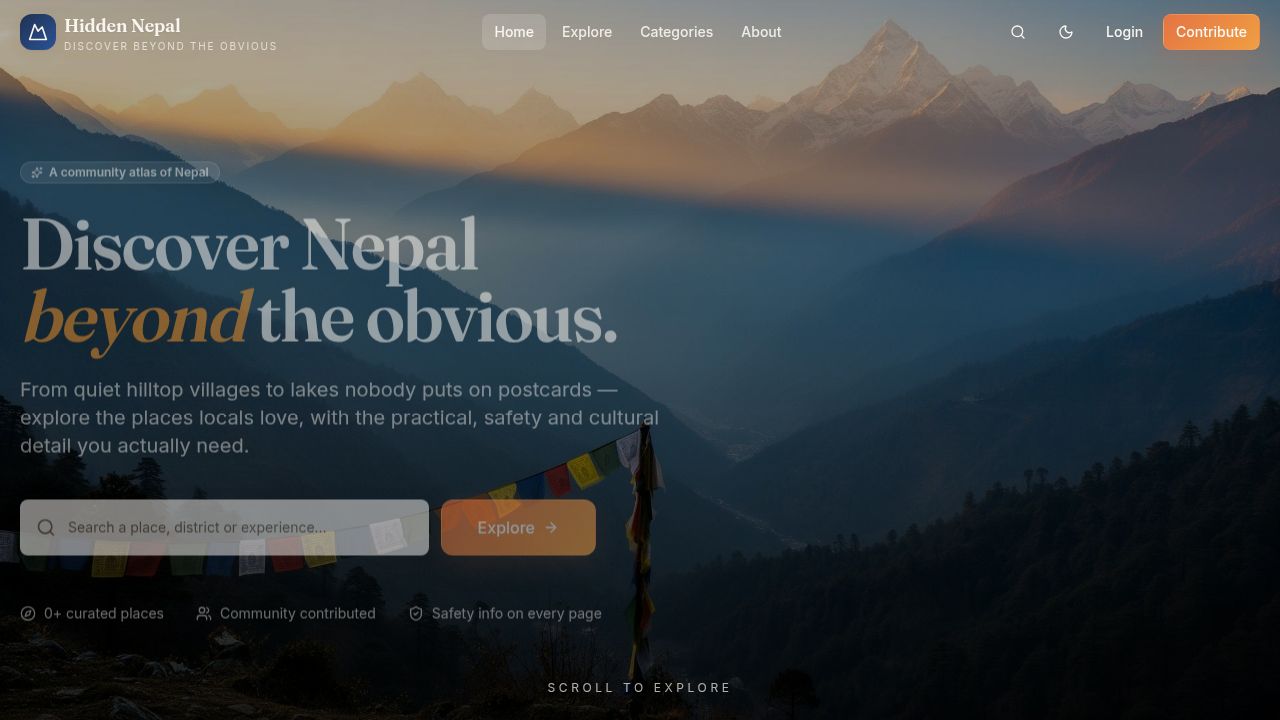 Hidden Nepal
DISCOVER BEYOND THE OBVIOUS
Home
Explore
Categories
About
Login
Contribute
A community atlas of Nepal
Discover Nepal
beyond the obvious.
From quiet hilltop villages to lakes nobody puts on postcards —
explore the places locals love, with the practical, safety and cultural
detail you actually need.
Search a place, district or experience...
Explore
0+ curated places
Community contributed
Safety info on every page
SCROLL TO EXPLORE